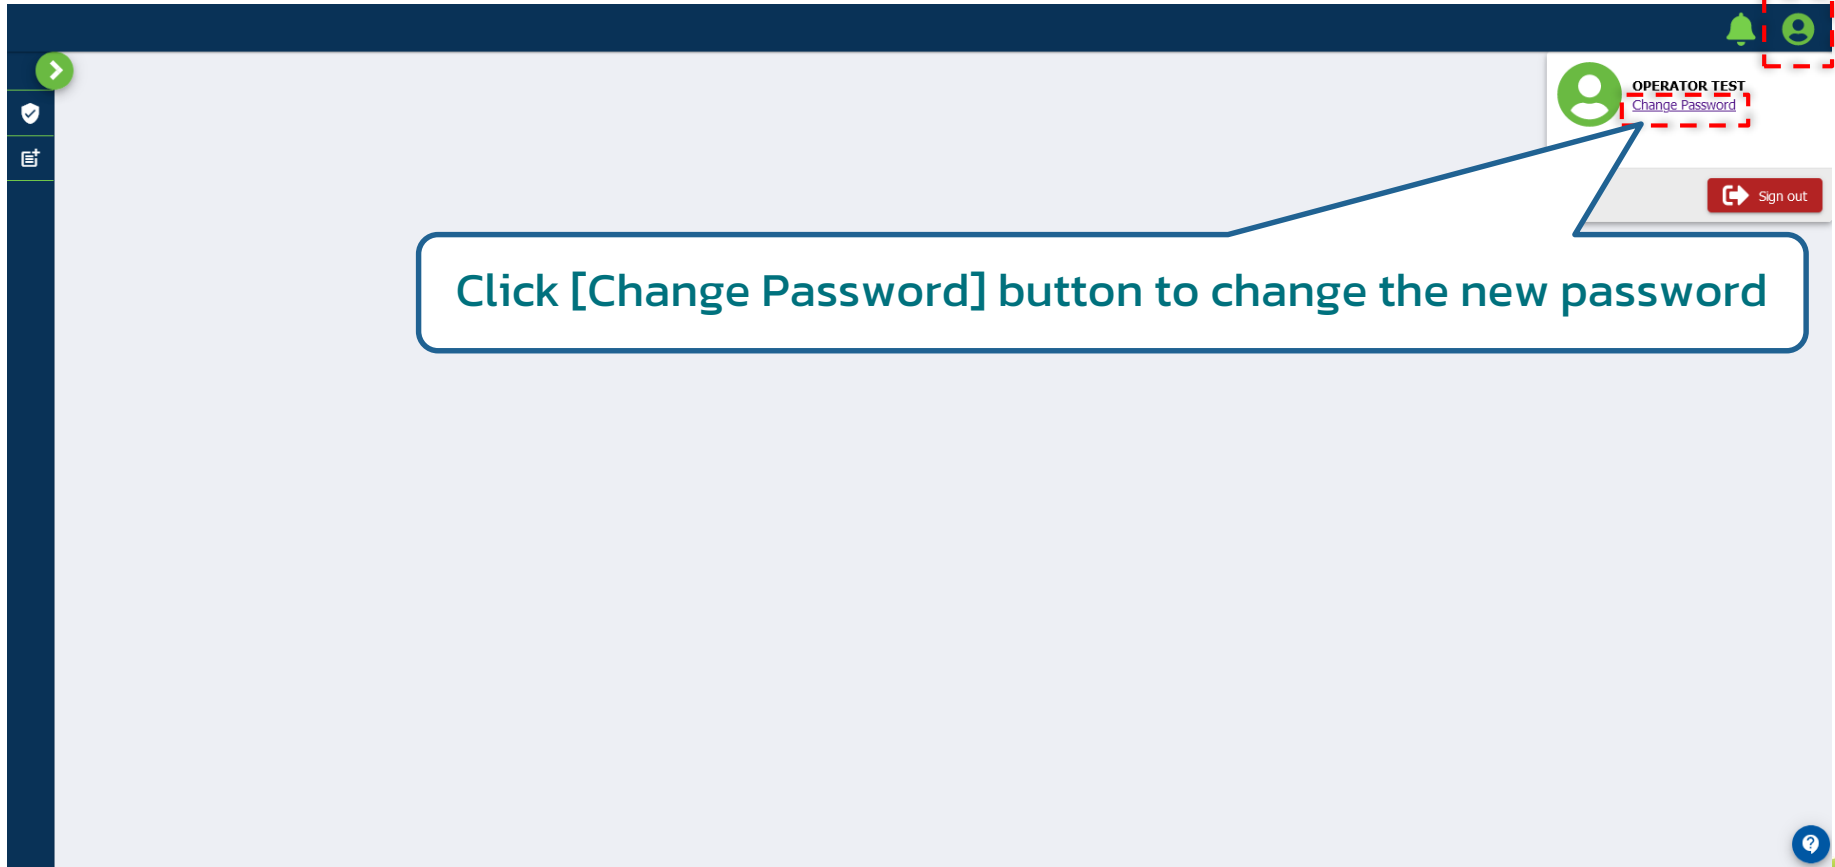 OPERATOR TEST
Change Password
Sign out
Click [Change Password] button to change the new password